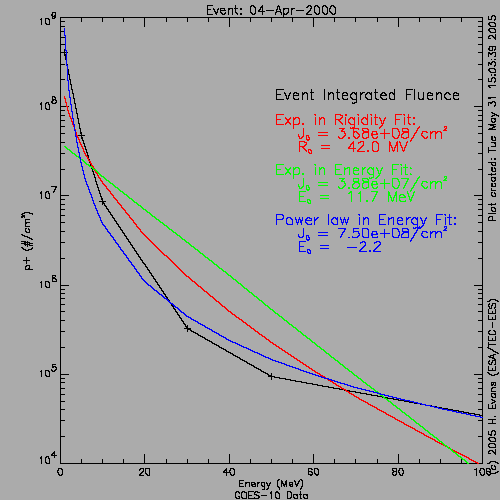 Event: 04-Apr-2000
10⁹
10⁸
10⁷
10⁶
10⁵
10⁴
p+ (#/cm²)
Event Integrated Fluence
Exp. in Rigidity Fit:
J₀ = 3.68e+08/cm²
R₀ = 42.0 MV
Exp. in Energy Fit:
J₀ = 3.88e+07/cm²
E₀ = 11.7 MeV
Power law in Energy Fit:
J₀ = 7.50e+08/cm²
E₀ = -2.2
0 20 40 60 80 100
Energy (MeV)
GOES-10 Data
Plot created: Tue May 31 15:03:39 2005
(c) 2005 H. Evans (ESA/TEC-EES)